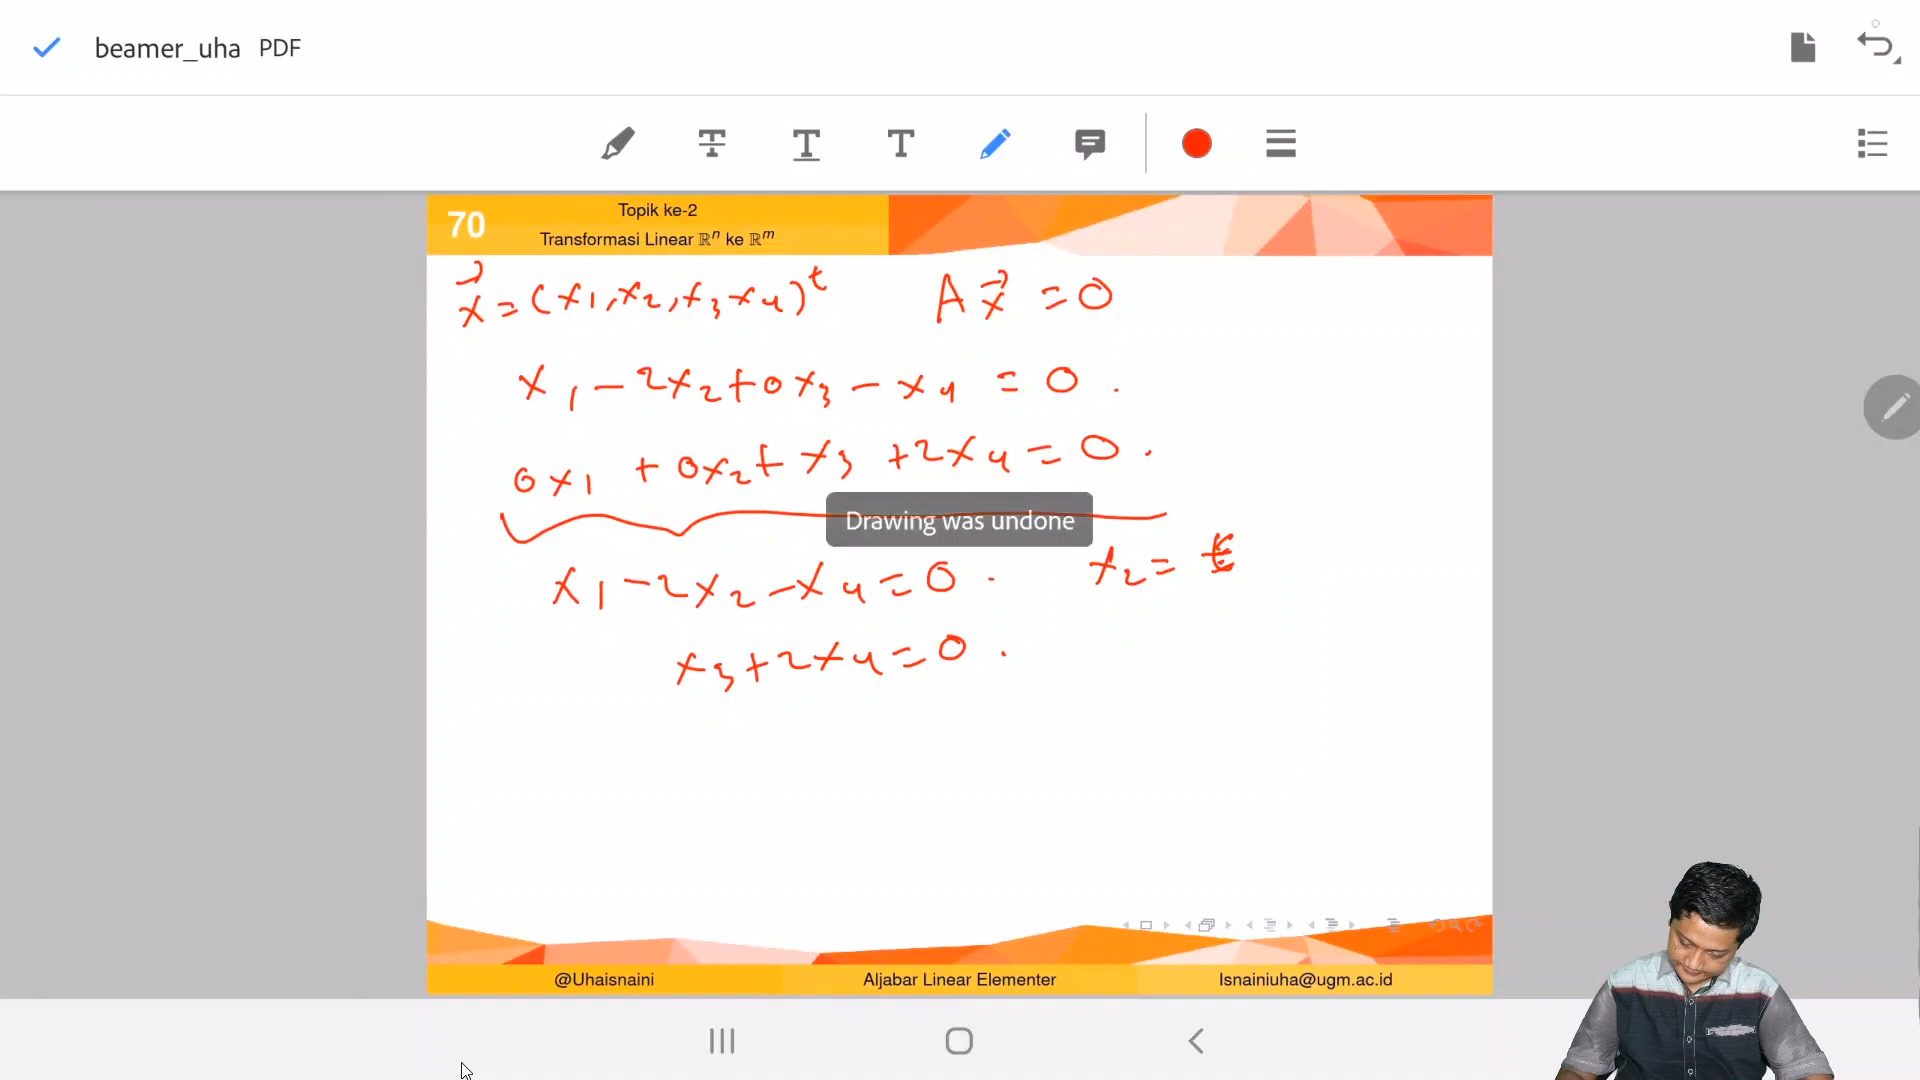 beamer_uha PDF
70
Topik ke-2
Transformasi Linear ℝⁿ ke ℝᵐ
x⃗ = (x₁, x₂, x₃ x₄)ᵗ  A x⃗ = 0
x₁ - 2x₂ + 0x₃ - x₄ = 0 .
0x₁ + 0x₂ + x₃ + 2x₄ = 0 .
Drawing was undone
x₁ - 2x₂ - x₄ = 0 .  x₂ =
x₃ + 2x₄ = 0 .
@Uhaisnaini Aljabar Linear Elementer Isnainiuha@ugm.ac.id